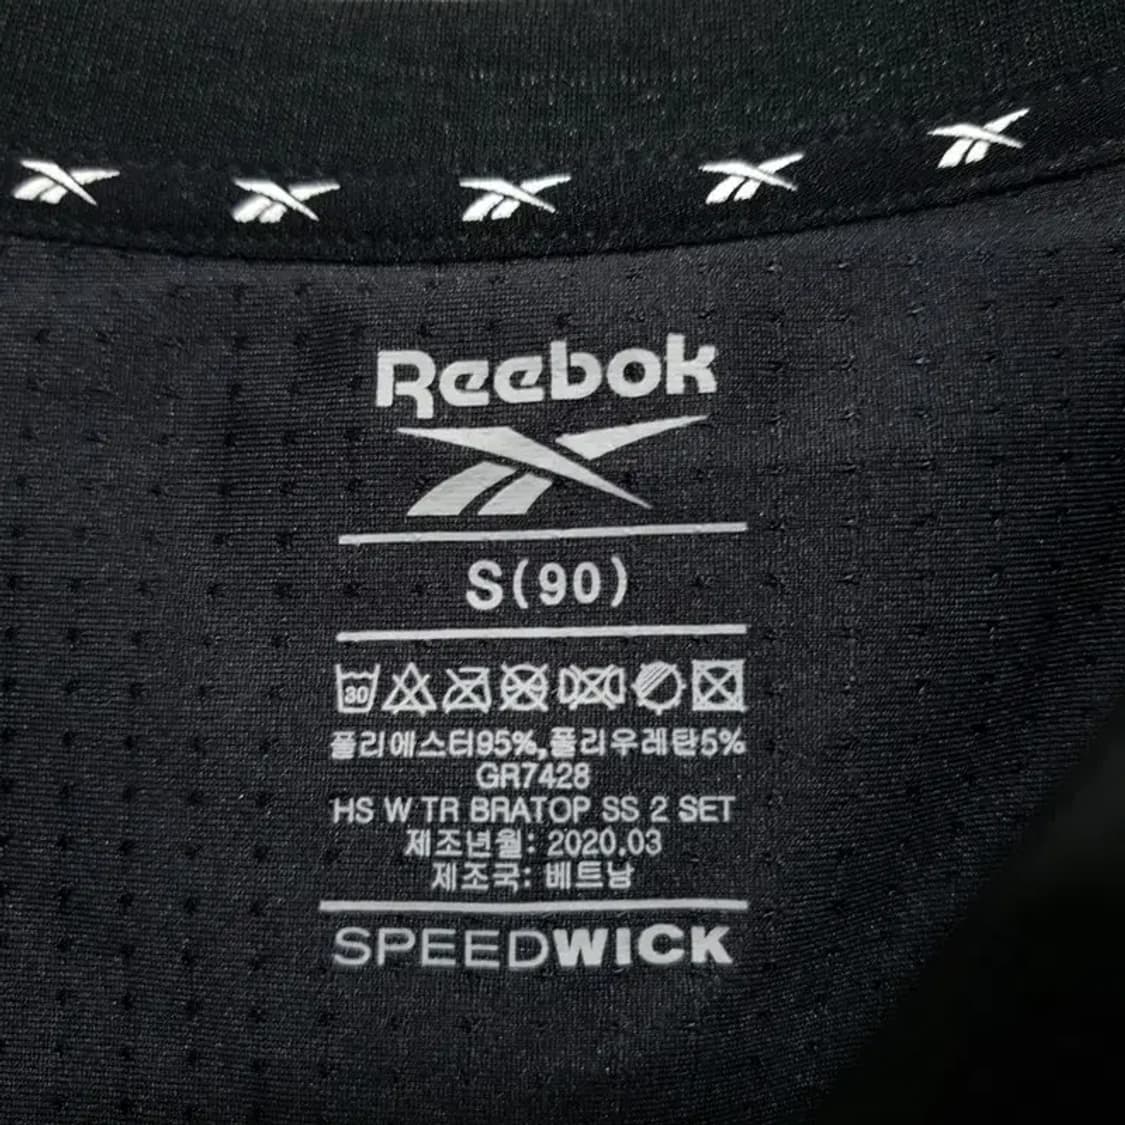 Reebok
S(90)
30
폴리에스터95%,폴리우레탄5%
GR7428
HS W TR BRATOP SS 2 SET
제조년월: 2020.03
제조국: 베트남
SPEEDWICK